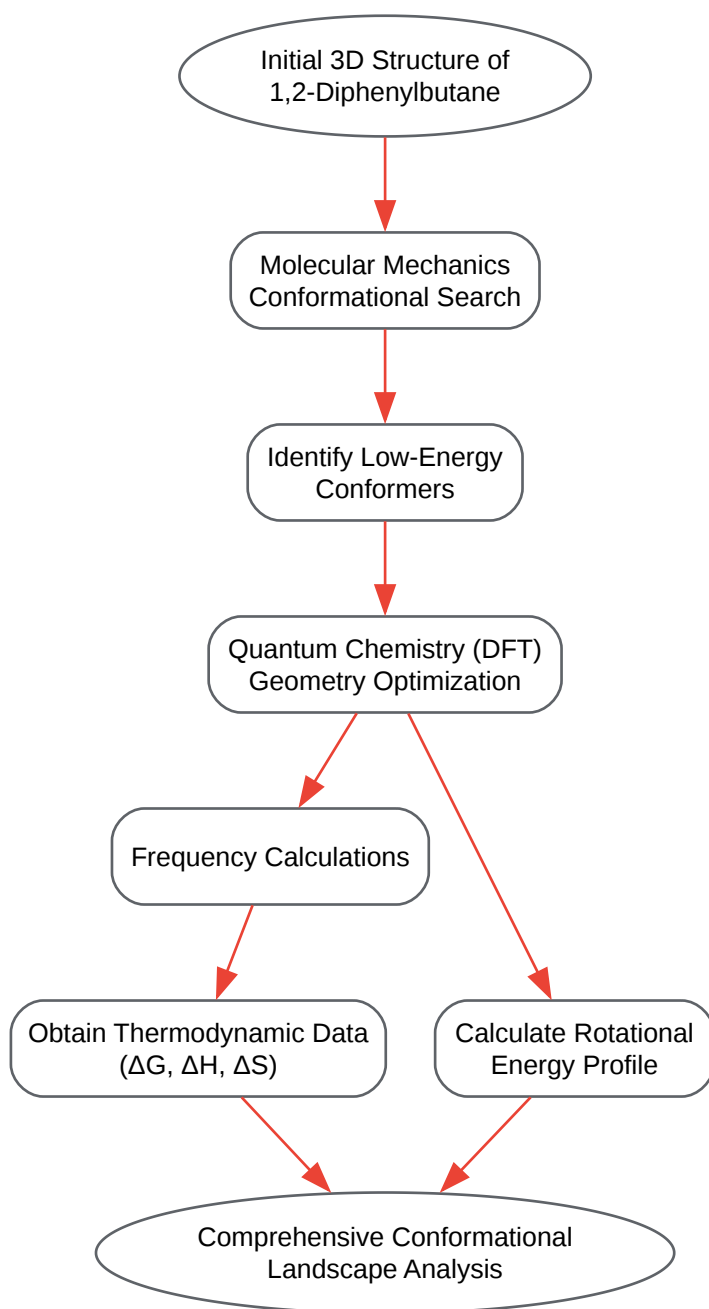 Initial 3D Structure of
1,2-Diphenylbutane
Molecular Mechanics
Conformational Search
Identify Low-Energy
Conformers
Quantum Chemistry (DFT)
Geometry Optimization
Frequency Calculations
Obtain Thermodynamic Data
(ΔG, ΔH, ΔS)
Calculate Rotational
Energy Profile
Comprehensive Conformational
Landscape Analysis